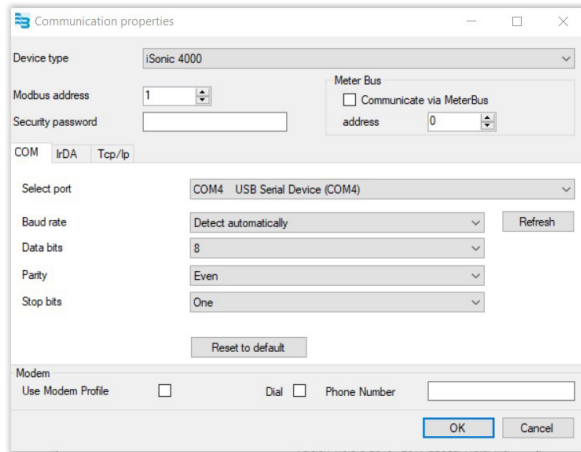 Communication properties
Device type iSonic 4000
Meter Bus
Modbus address 1 Communicate via MeterBus
Security password address 0
COM IrDA Tcp/Ip
Select port COM4 USB Serial Device (COM4)
Baud rate Detect automatically Refresh
Data bits 8
Parity Even
Stop bits One
Reset to default
Modem
Use Modem Profile Dial Phone Number
OK Cancel